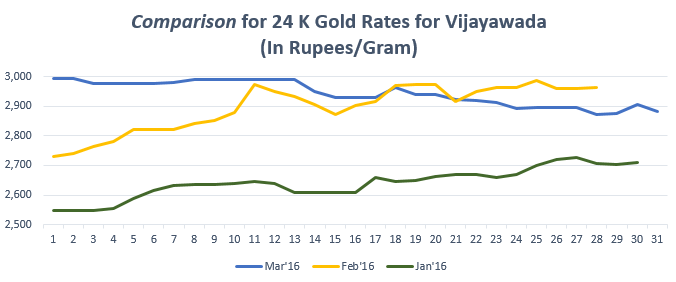 Comparison for 24 K Gold Rates for Vijayawada
(In Rupees/Gram)
3,000
2,900
2,800
2,700
2,600
2,500
1 2 3 4 5 6 7 8 9 10 11 12 13 14 15 16 17 18 19 20 21 22 23 24 25 26 27 28 29 30 31
Mar'16 Feb'16 Jan'16